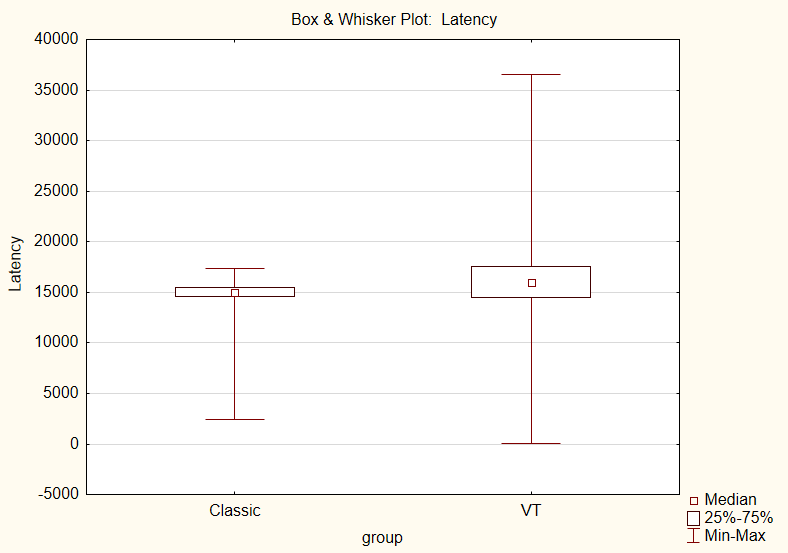 Box & Whisker Plot:  Latency
40000
35000
30000
25000
20000
15000
10000
5000
0
-5000
Latency
Classic
VT
group
Median
25%-75%
Min-Max